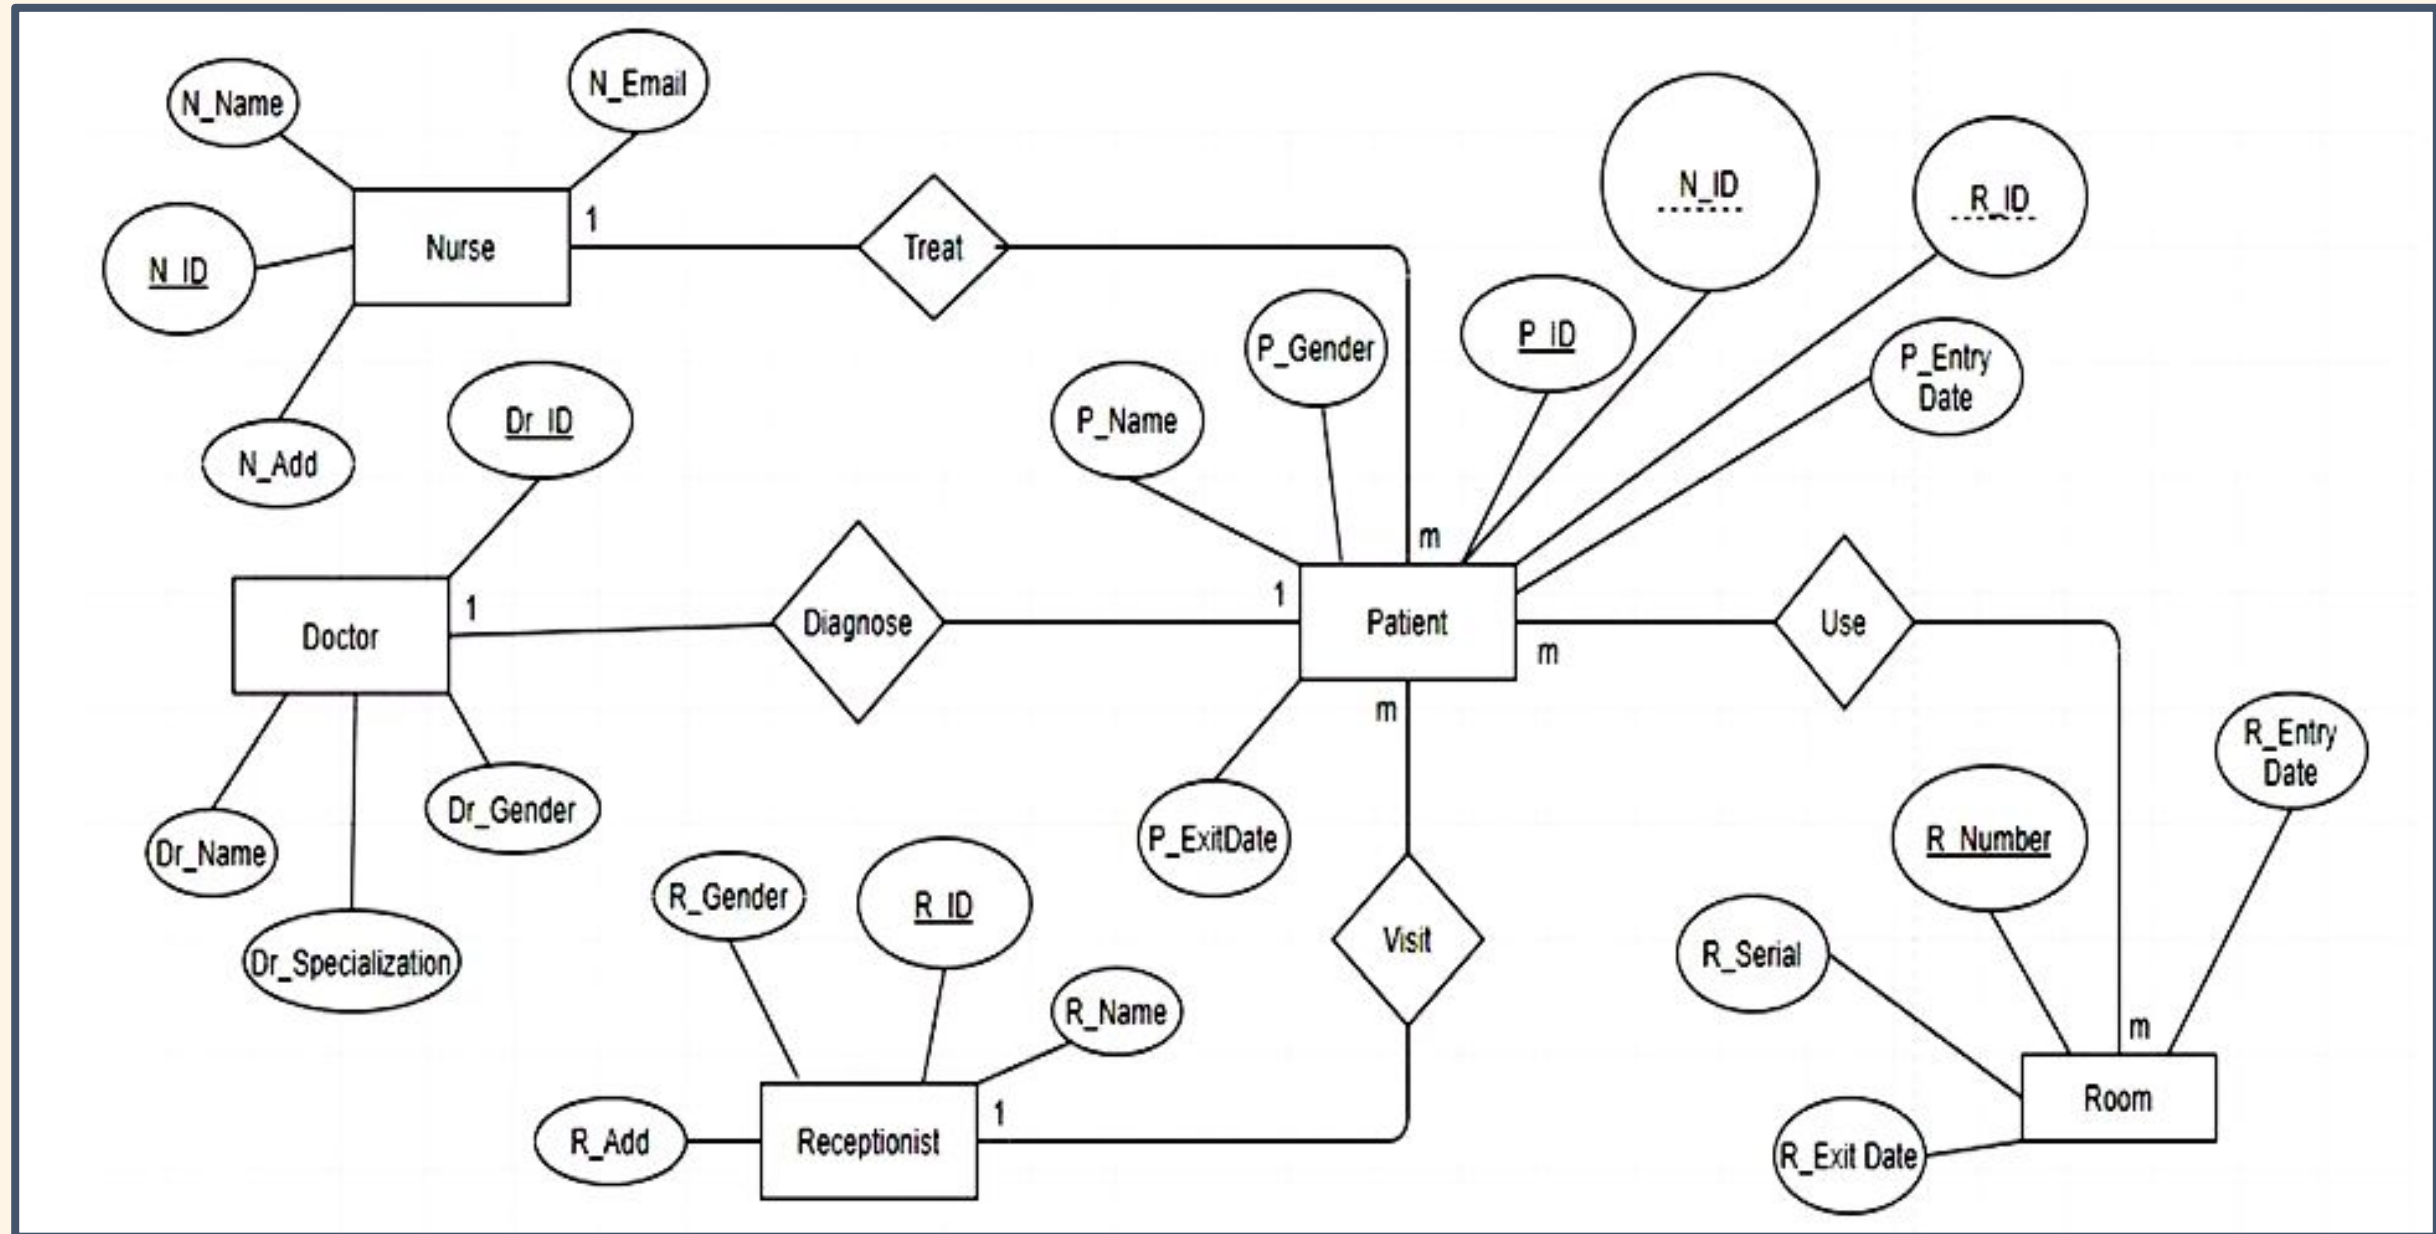 N_Name
N_Email
N_ID
Nurse
1
Treat
N_Add
N_ID
R_ID
P_ID
P_Gender
P_Name
P_Entry
Date
Dr_ID
m
Doctor
1
Diagnose
1
Patient
m
Use
m
Dr_Name
Dr_Gender
Dr_Specialization
P_ExitDate
Visit
R_Gender
R_ID
R_Name
R_Add
Receptionist
1
R_Entry
Date
R_Number
R_Serial
m
Room
R_Exit Date